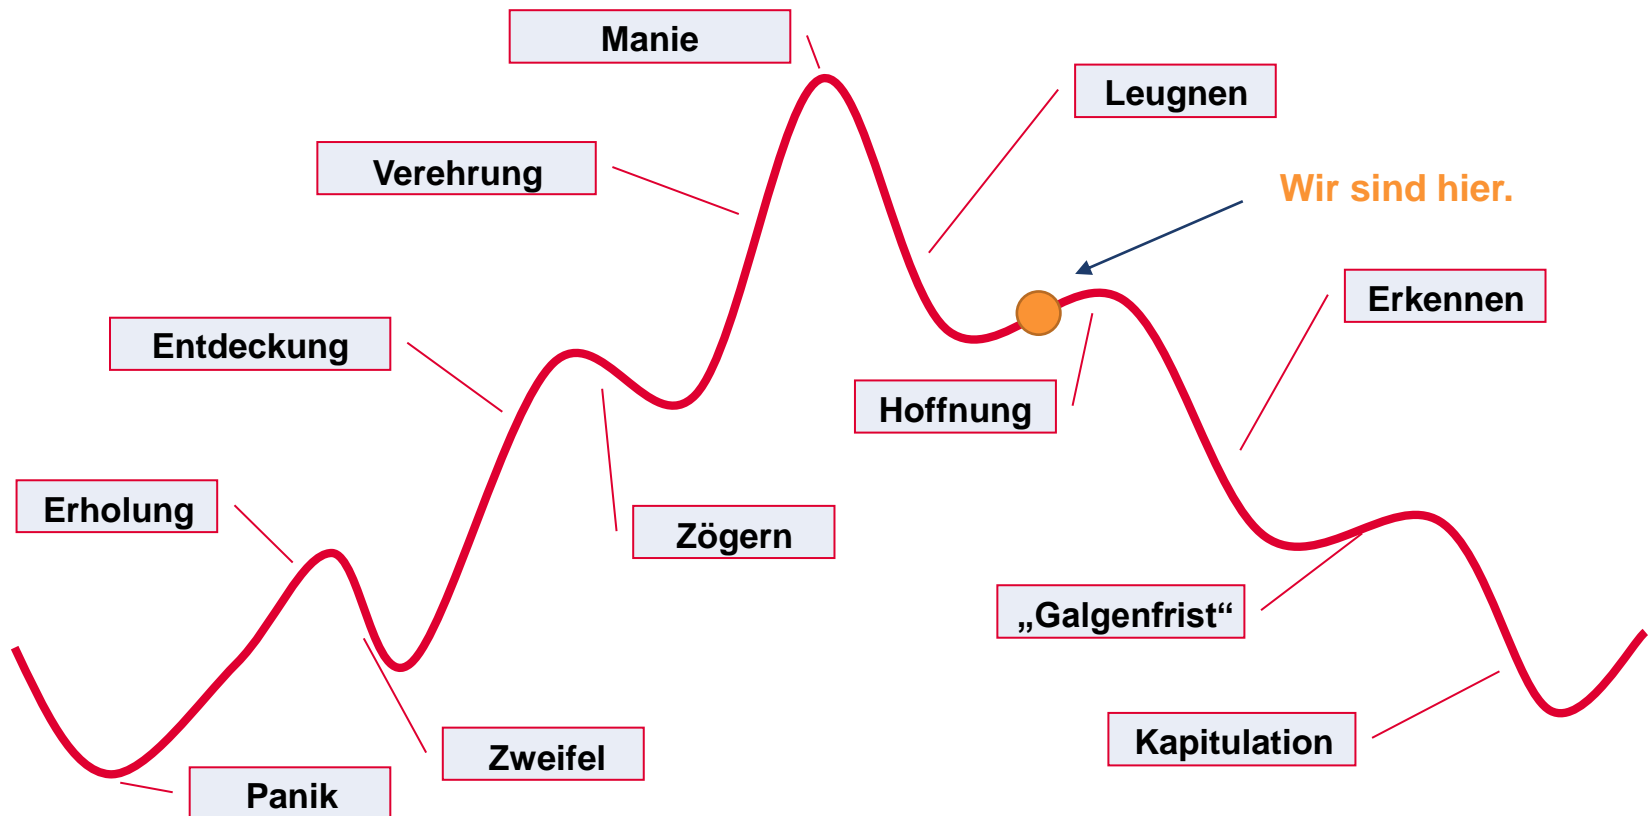 Manie
Leugnen
Verehrung
Wir sind hier.
Erkennen
Entdeckung
Hoffnung
Erholung
Zögern
„Galgenfrist“
Kapitulation
Zweifel
Panik